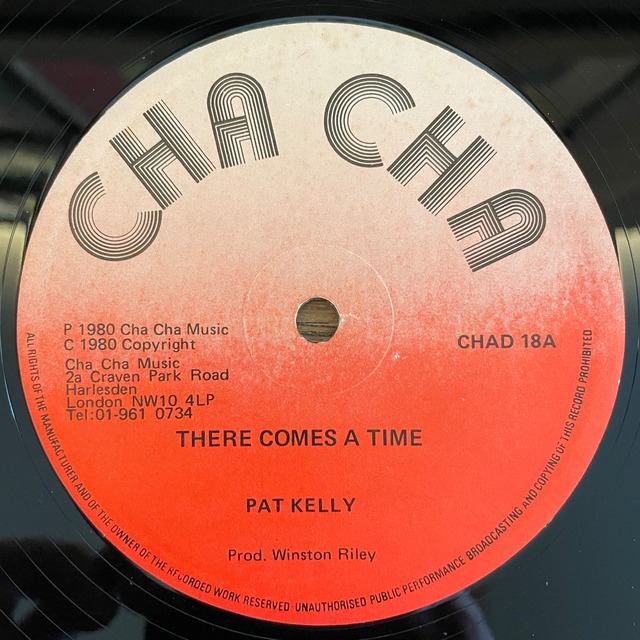 CHA CHA
P 1980 Cha Cha Music
C 1980 Copyright
CHAD 18A
Cha Cha Music
2a Craven Park Road
Harlesden
London NW10 4LP
Tel:01-961 0734
THERE COMES A TIME
PAT KELLY
Prod. Winston Riley
ALL RIGHTS OF THE MANUFACTURER AND OF THE OWNER OF THE RECORDED WORK RESERVED·UNAUTHORISED PUBLIC PERFORMANCE BROADCASTING AND COPYING OF THIS RECORD PROHIBITED